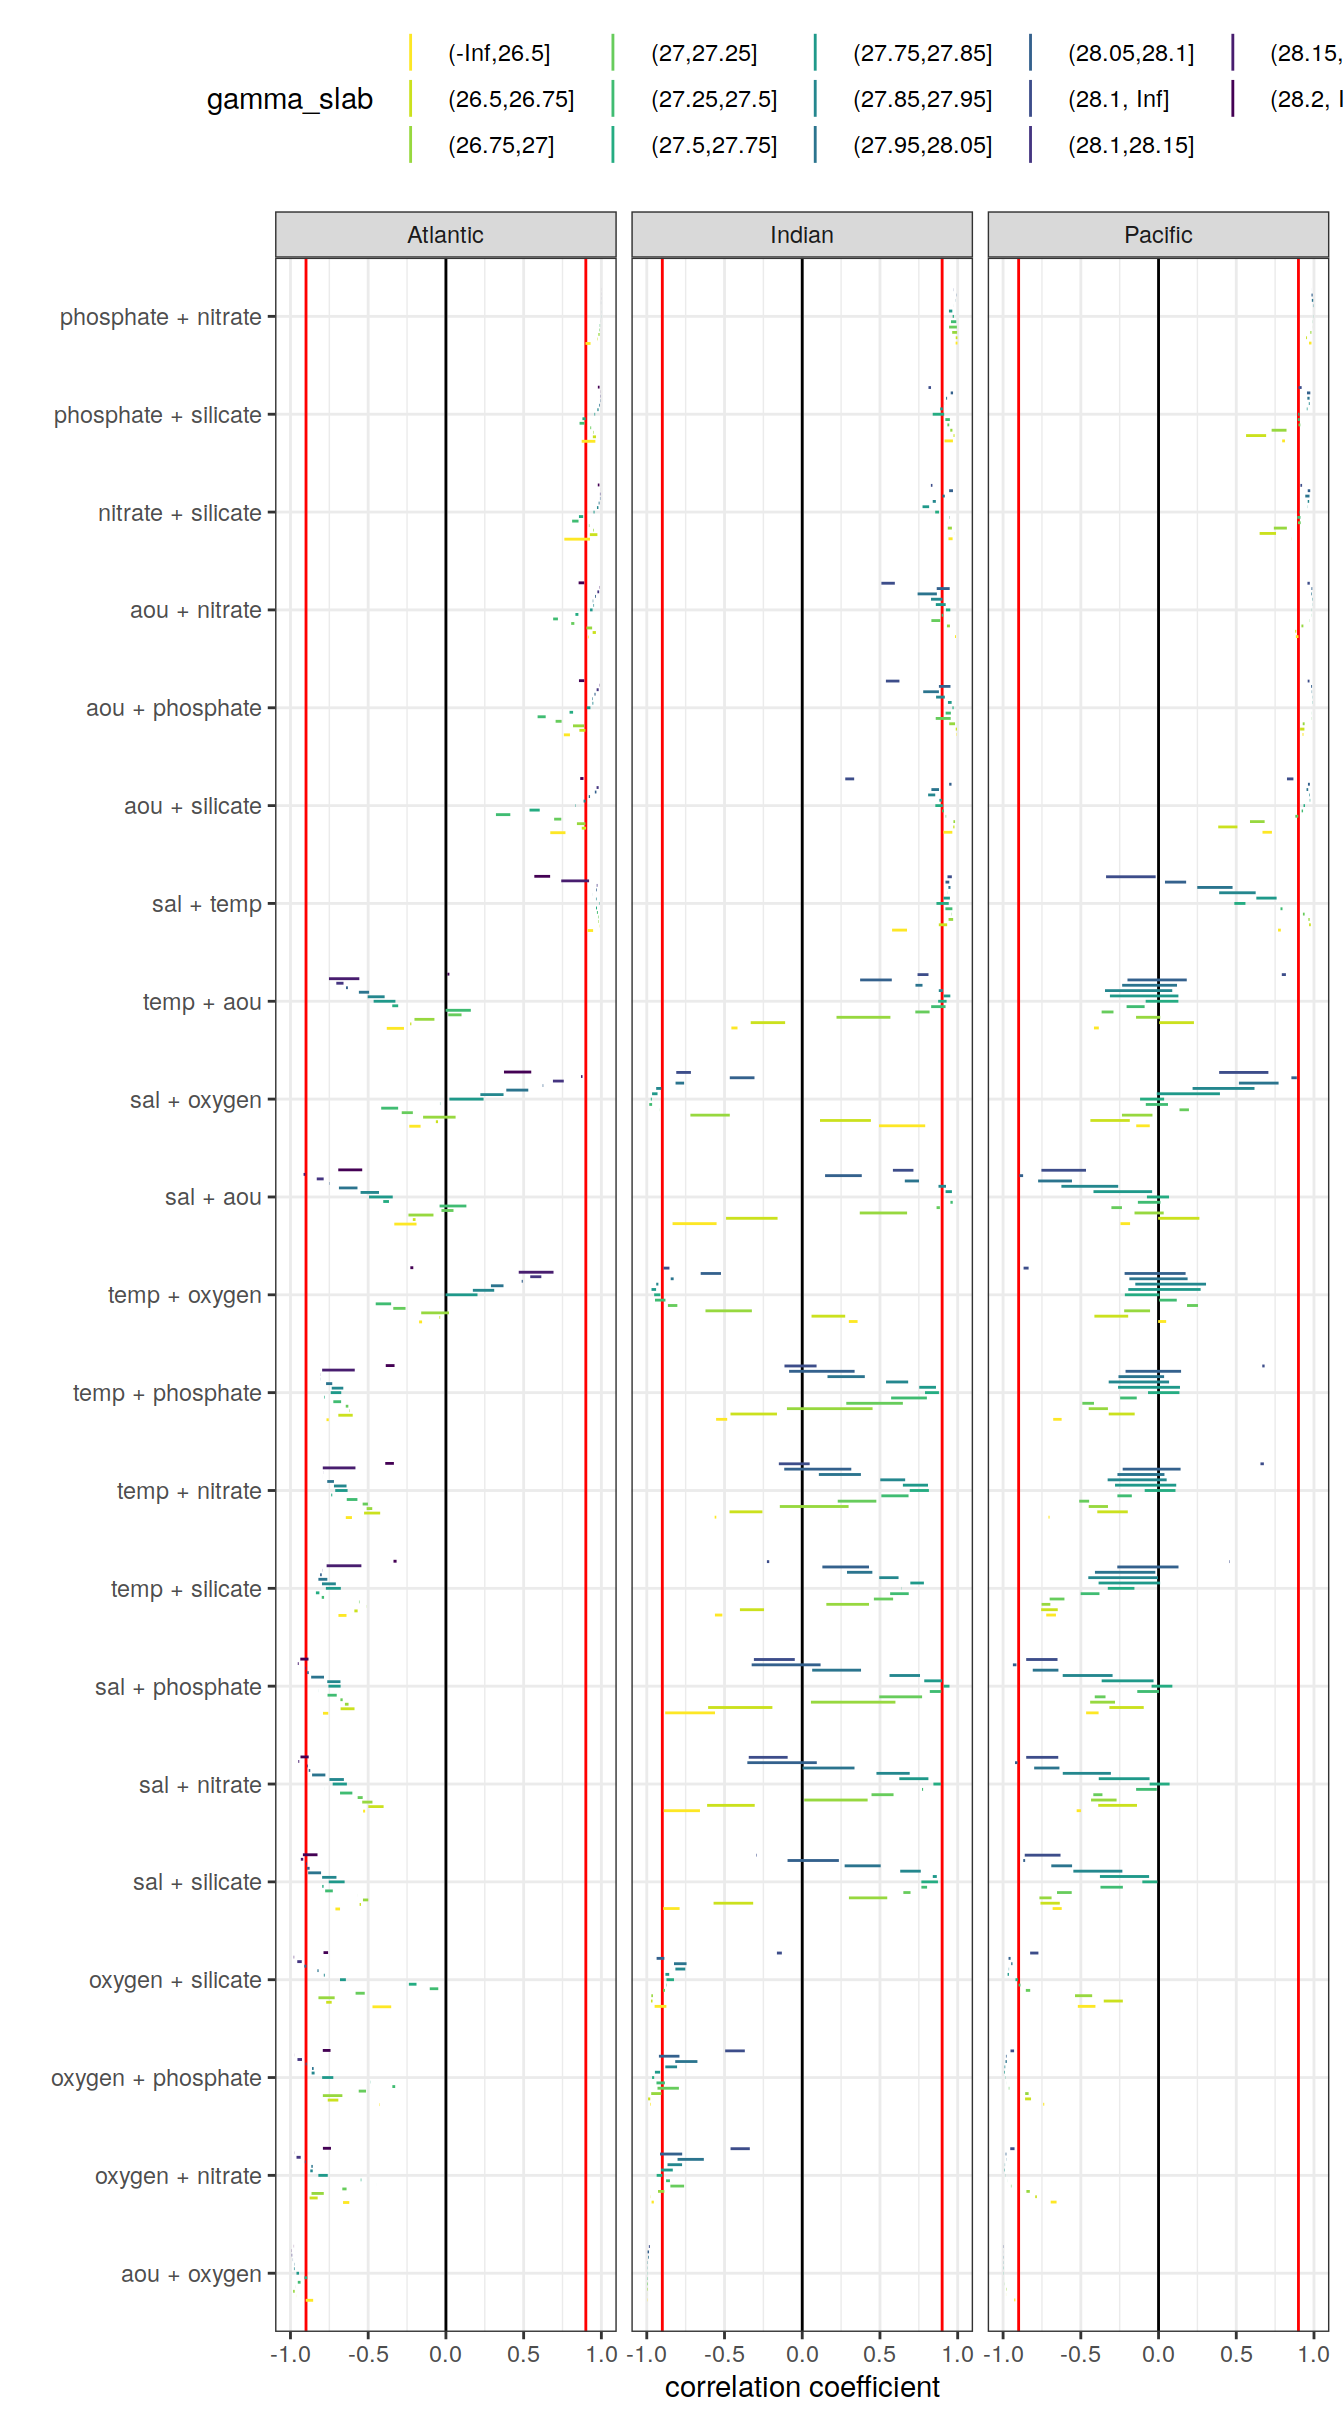 (-Inf,26.5] (27,27.25] (27.75,27.85] (28.05,28.1] (28.15,
gamma_slab (26.5,26.75] (27.25,27.5] (27.85,27.95] (28.1, Inf] (28.2,
(26.75,27] (27.5,27.75] (27.95,28.05] (28.1,28.15]
Atlantic Indian Pacific
phosphate + nitrate
phosphate + silicate
nitrate + silicate
aou + nitrate
aou + phosphate
aou + silicate
sal + temp
temp + aou
sal + oxygen
sal + aou
temp + oxygen
temp + phosphate
temp + nitrate
temp + silicate
sal + phosphate
sal + nitrate
sal + silicate
oxygen + silicate
oxygen + phosphate
oxygen + nitrate
aou + oxygen
-1.0 -0.5 0.0 0.5 1.0 -1.0 -0.5 0.0 0.5 1.0 -1.0 -0.5 0.0 0.5 1.0
correlation coefficient